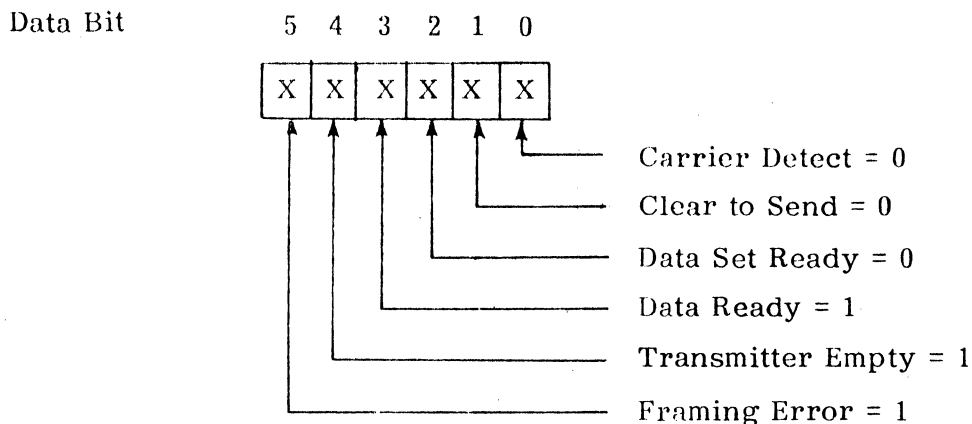 Data Bit 5 4 3 2 1 0
X X X X X X
Carrier Detect = 0
Clear to Send = 0
Data Set Ready = 0
Data Ready = 1
Transmitter Empty = 1
Framing Error = 1